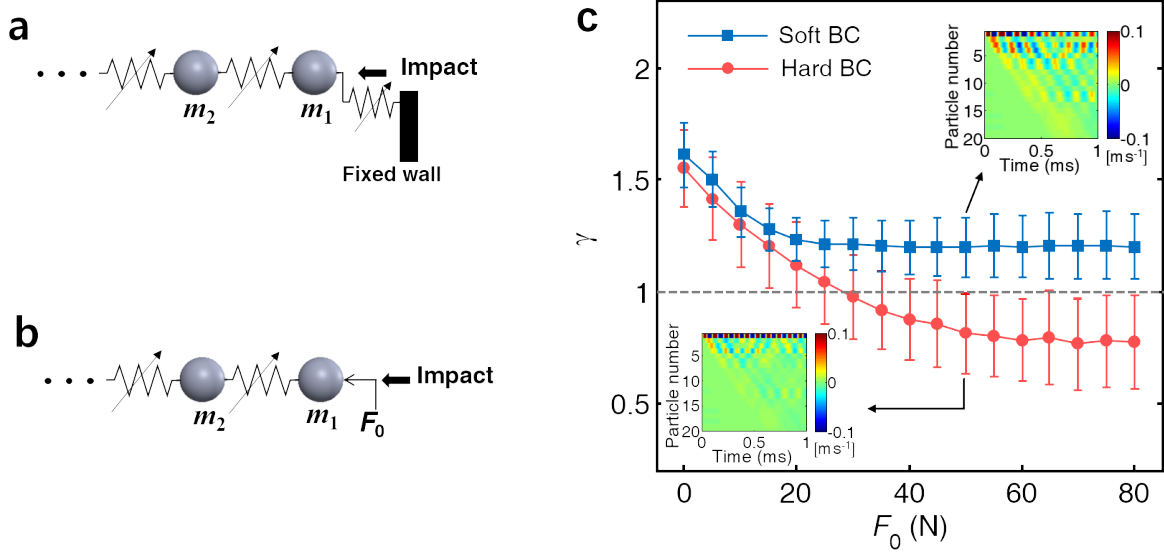 a
Impact
m2
m1
Fixed wall
b
Impact
m2
m1
F0
c
Soft BC
Hard BC
γ
2
1.5
1
0.5
0
20
40
60
80
F0 (N)
Particle number
5
10
15
20
0
0.5
1
Time (ms)
0.1
0
-0.1
[m s-1]
Particle number
5
10
15
20
0
0.5
1
Time (ms)
0.1
0
-0.1
[m s-1]